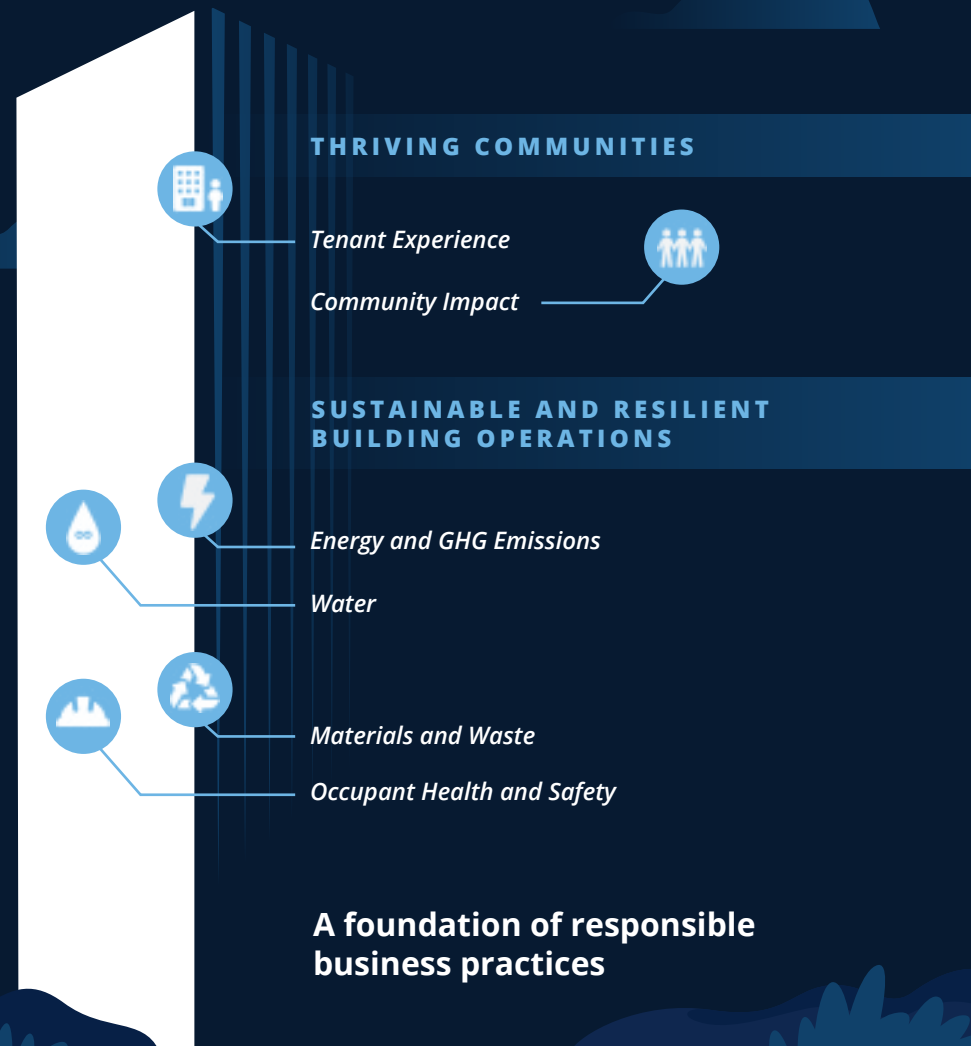 THRIVING COMMUNITIES
Tenant Experience
Community Impact
SUSTAINABLE AND RESILIENT
BUILDING OPERATIONS
Energy and GHG Emissions
Water
Materials and Waste
Occupant Health and Safety
A foundation of responsible
business practices